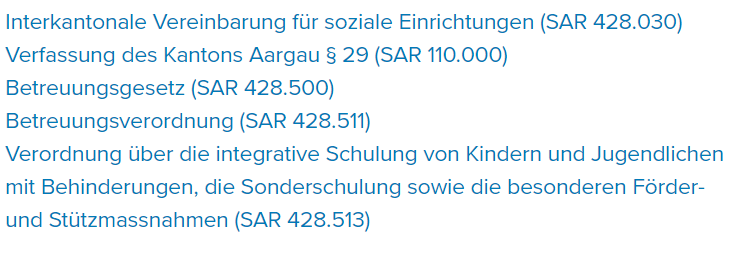 Interkantonale Vereinbarung für soziale Einrichtungen (SAR 428.030)
Verfassung des Kantons Aargau § 29 (SAR 110.000)
Betreuungsgesetz (SAR 428.500)
Betreuungsverordnung (SAR 428.511)
Verordnung über die integrative Schulung von Kindern und Jugendlichen
mit Behinderungen, die Sonderschulung sowie die besonderen Förder-
und Stützmassnahmen (SAR 428.513)